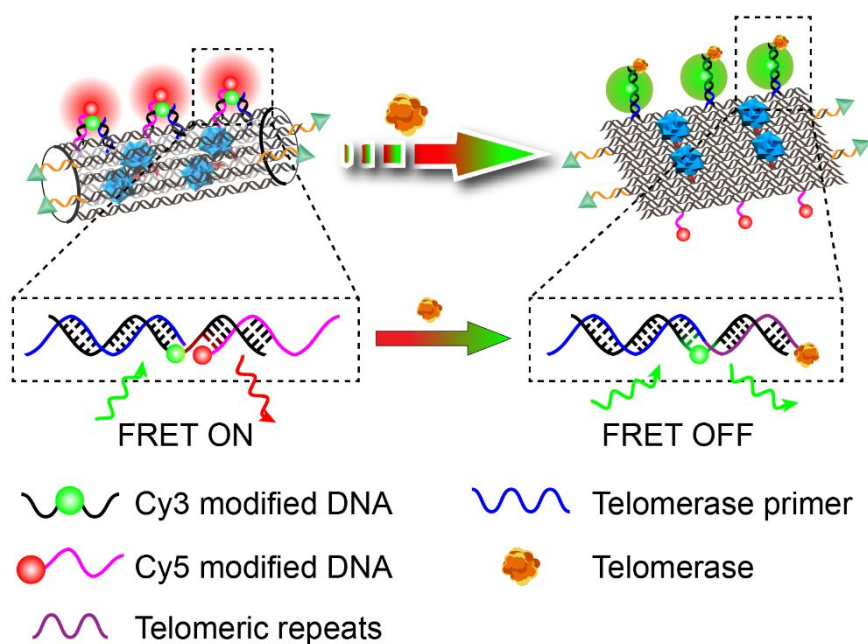 FRET ON
FRET OFF
Cy3 modified DNA
Telomerase primer
Cy5 modified DNA
Telomerase
Telomeric repeats